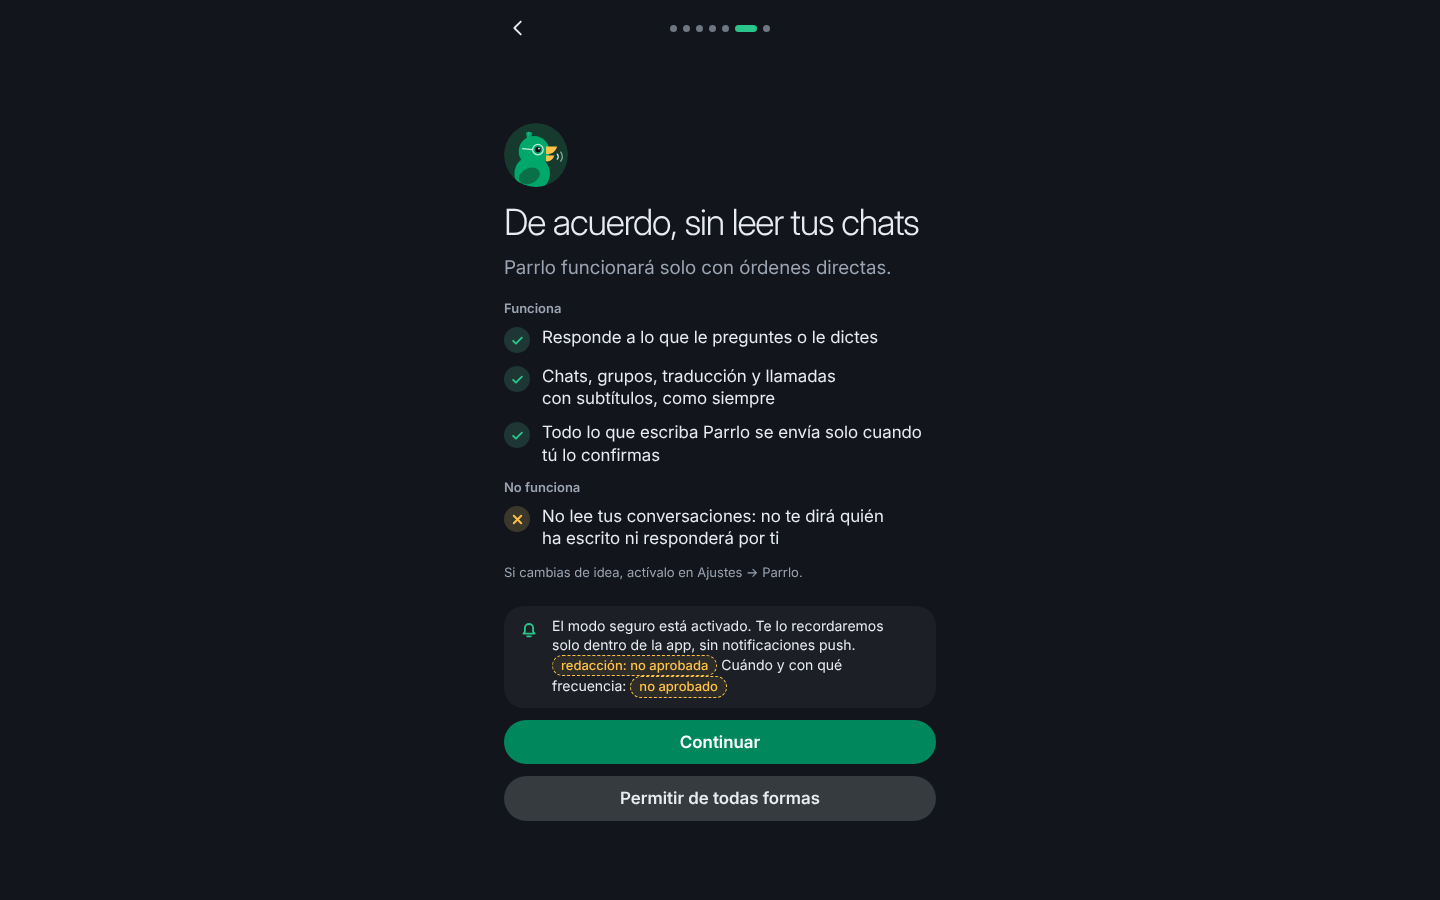 De acuerdo, sin leer tus chats
Parrlo funcionará solo con órdenes directas.
Funciona
Responde a lo que le preguntes o le dictes
Chats, grupos, traducción y llamadas
con subtítulos, como siempre
Todo lo que escriba Parrlo se envía solo cuando
tú lo confirmas
No funciona
No lee tus conversaciones: no te dirá quién
ha escrito ni responderá por ti
Si cambias de idea, actívalo en Ajustes → Parrlo.
El modo seguro está activado. Te lo recordaremos
solo dentro de la app, sin notificaciones push.
redacción: no aprobada Cuándo y con qué
frecuencia: no aprobado
Continuar
Permitir de todas formas